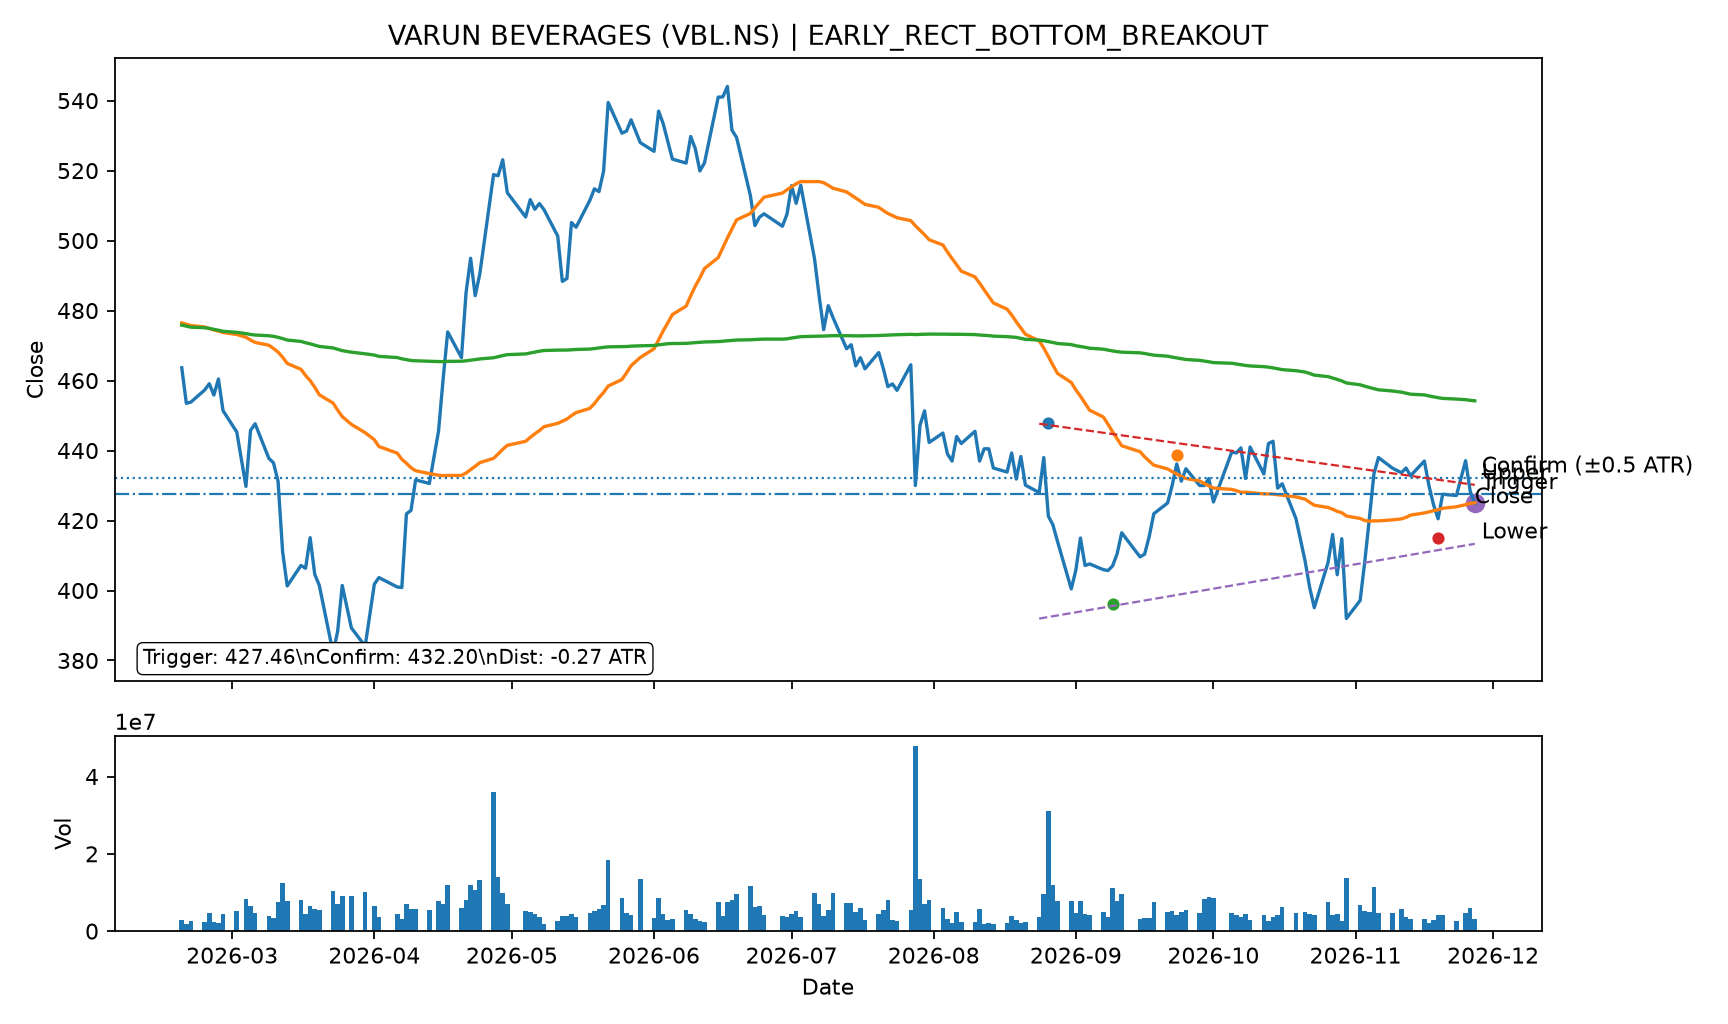 VARUN BEVERAGES (VBL.NS) | EARLY_RECT_BOTTOM_BREAKOUT
Close
540
520
500
480
460
440
420
400
380
Confirm (±0.5 ATR)
Upper
Trigger
Close
Lower
Trigger: 427.46\nConfirm: 432.20\nDist: -0.27 ATR
1e7
Vol
4
2
0
2026-03
2026-04
2026-05
2026-06
2026-07
2026-08
2026-09
2026-10
2026-11
2026-12
Date